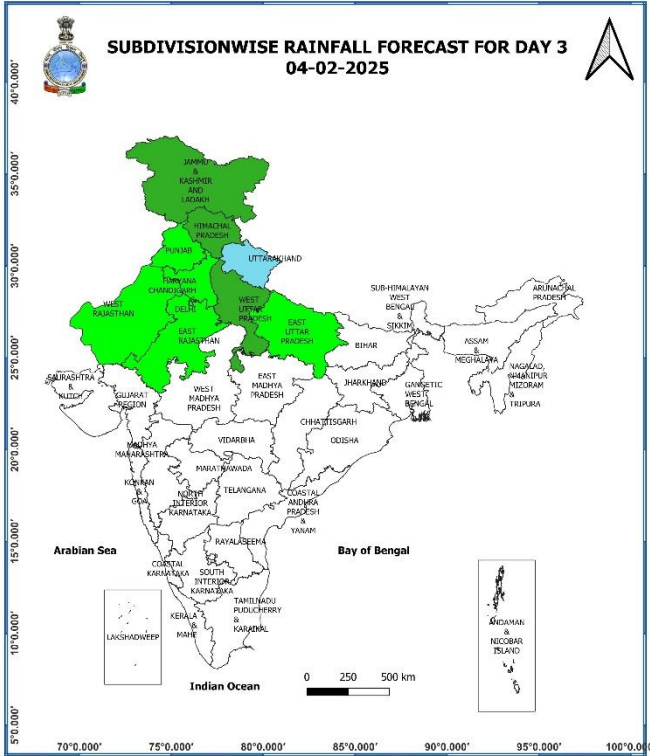 SUBDIVISIONWISE RAINFALL FORECAST FOR DAY 3
04-02-2025
40°0.000'
35°0.000'
30°0.000'
25°0.000'
20°0.000'
15°0.000'
10°0.000'
5°0.000'
JAMMU
&
KASHMIR
AND
LADAKH
HIMACHAL
PRADESH
UTTARAKHAND
PUNJAB
HARYANA
CHANDIGARH
DELHI
WEST
RAJASTHAN
EAST
RAJASTHAN
WEST
UTTAR
PRADESH
EAST
UTTAR
PRADESH
SUB-HIMALAYAN
WEST
BENGAL
&
SIKKIM
ARUNACHAL
PRADESH
ASSAM
&
MEGHALAYA
NAGALAD,
MANIPUR
MIZORAM
&
TRIPURA
BIHAR
JHARKHAND
GANGETIC
WEST
BENGAL
SAURASHTRA
&
KUTCH
GUJARAT
REGION
WEST
MADHYA
PRADESH
EAST
MADHYA
PRADESH
CHHATTISGARH
ODISHA
VIDARBHA
MADHYA
MAHARASHTRA
MARATHAWADA
KONKAN
&
GOA
NORTH
INTERIOR
KARNATAKA
TELANGANA
COASTAL
ANDHRA
PRADESH
&
YANAM
RAYALASEEMA
COASTAL
KARNATAKA
SOUTH
INTERIOR
KARNATAKA
TAMILNADU
PUDUCHERRY
&
KARAIKAL
KERALA
&
MAHE
LAKSHADWEEP
ANDAMAN
&
NICOBAR
ISLAND
Arabian Sea
Bay of Bengal
Indian Ocean
0 250 500 km
70°0.000' 75°0.000' 80°0.000' 85°0.000' 90°0.000' 95°0.000' 100°0.000'